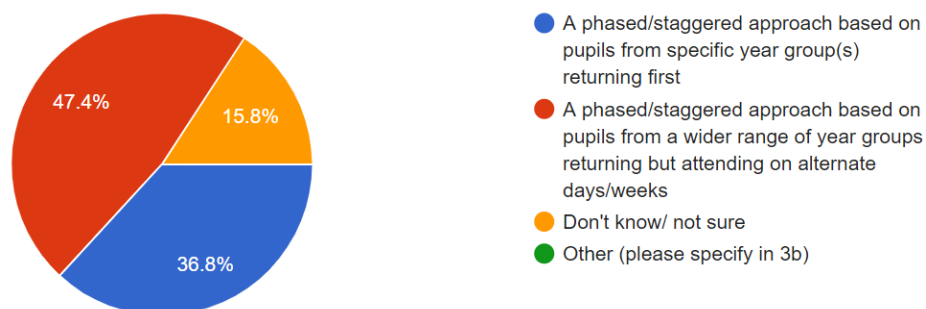 47.4%
15.8%
36.8%
A phased/staggered approach based on
pupils from specific year group(s)
returning first
A phased/staggered approach based on
pupils from a wider range of year groups
returning but attending on alternate
days/weeks
Don't know/ not sure
Other (please specify in 3b)